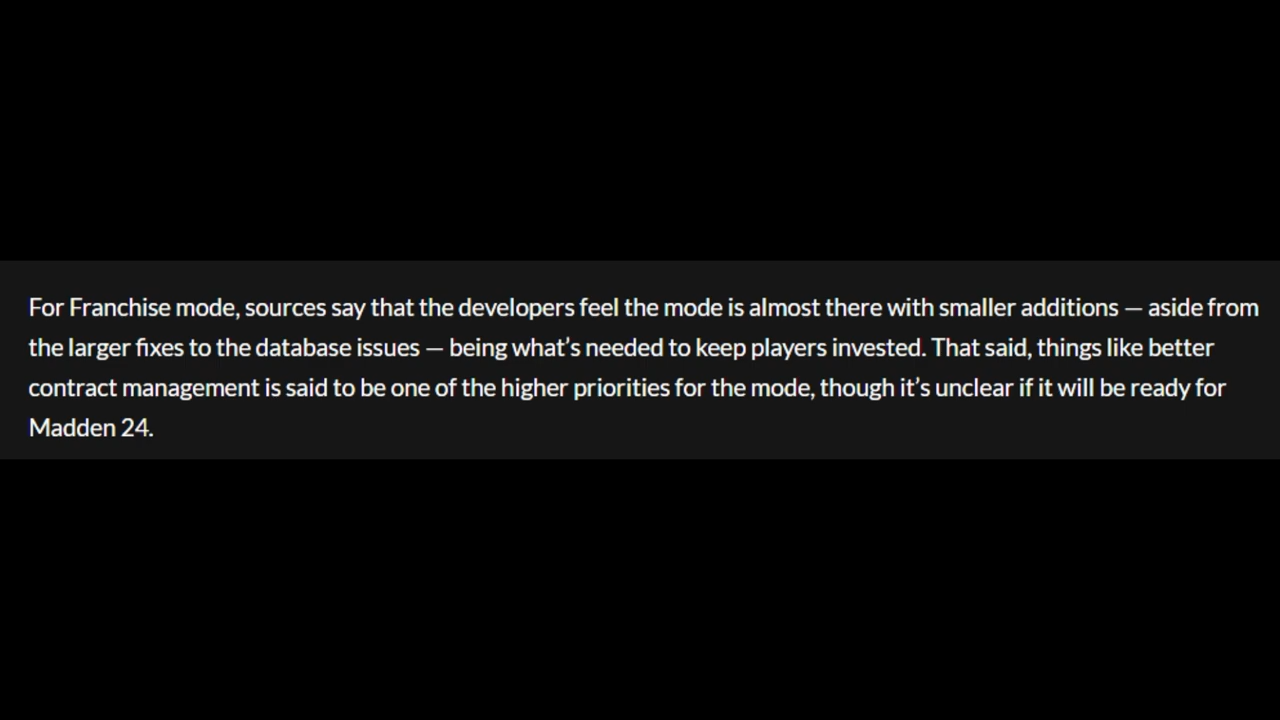 For Franchise mode, sources say that the developers feel the mode is almost there with smaller additions — aside from
the larger fixes to the database issues — being what’s needed to keep players invested. That said, things like better
contract management is said to be one of the higher priorities for the mode, though it’s unclear if it will be ready for
Madden 24.